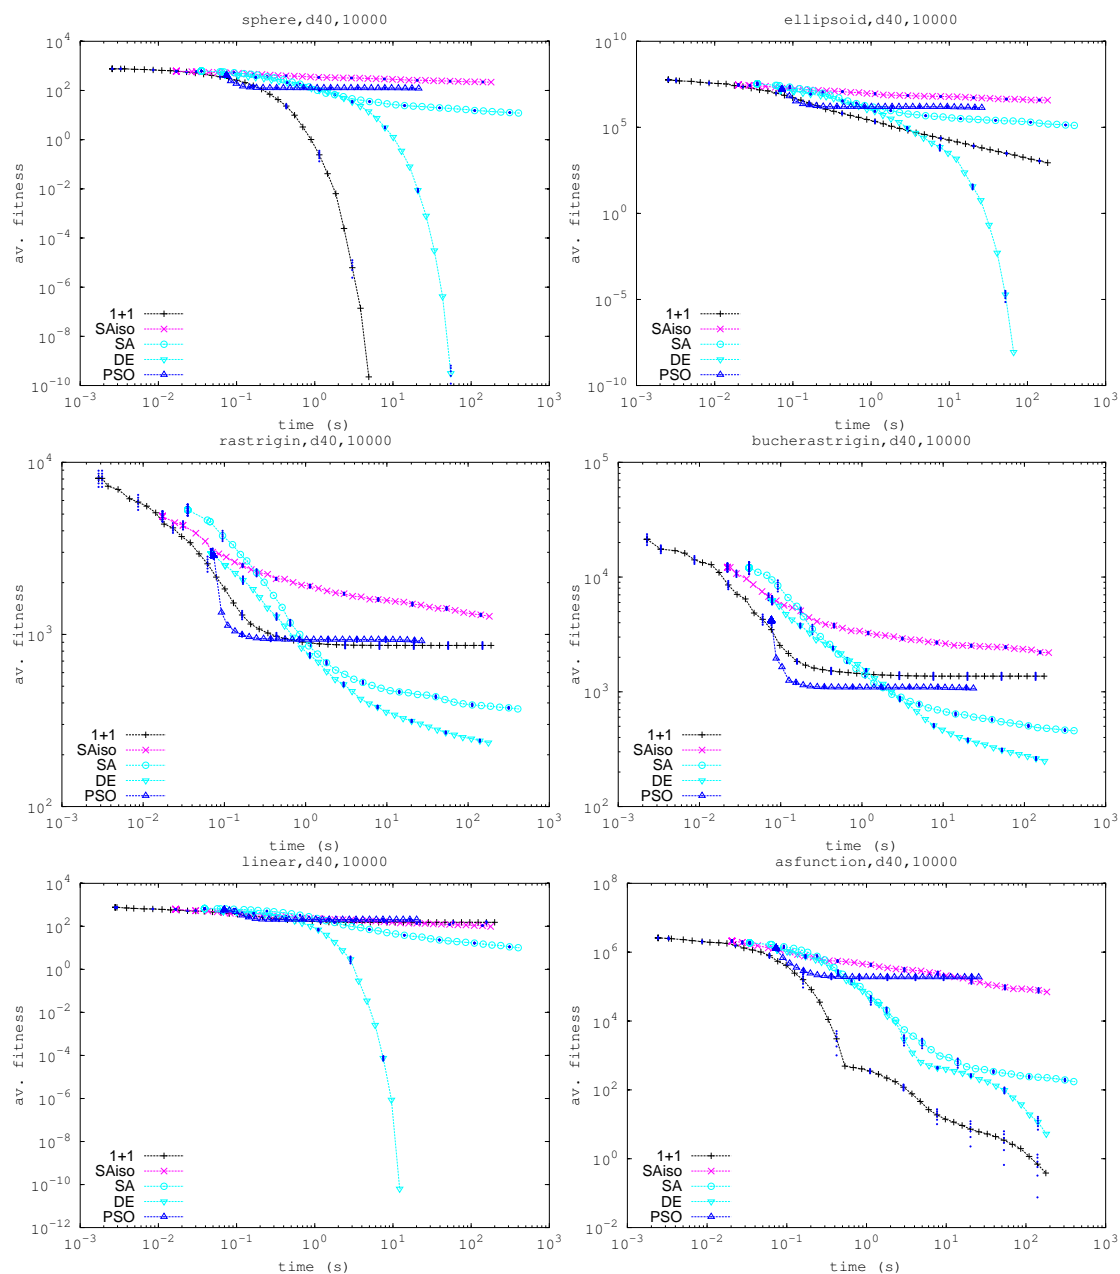 sphere,d40,10000
10^4
10^2
10^0
10^-2
10^-4
10^-6
10^-8
10^-10
av. fitness
1+1
SAiso
SA
DE
PSO
10^-3 10^-2 10^-1 10^0 10^1 10^2 10^3
time (s)
ellipsoid,d40,10000
10^10
10^5
10^0
10^-5
10^-10
av. fitness
1+1
SAiso
SA
DE
PSO
10^-3 10^-2 10^-1 10^0 10^1 10^2 10^3
time (s)
rastrigin,d40,10000
10^4
10^3
10^2
av. fitness
1+1
SAiso
SA
DE
PSO
10^-3 10^-2 10^-1 10^0 10^1 10^2 10^3
time (s)
bucherastrigin,d40,10000
10^5
10^4
10^3
10^2
av. fitness
1+1
SAiso
SA
DE
PSO
10^-3 10^-2 10^-1 10^0 10^1 10^2 10^3
time (s)
linear,d40,10000
10^4
10^2
10^0
10^-2
10^-4
10^-6
10^-8
10^-10
10^-12
av. fitness
1+1
SAiso
SA
DE
PSO
10^-3 10^-2 10^-1 10^0 10^1 10^2 10^3
time (s)
asfunction,d40,10000
10^8
10^6
10^4
10^2
10^0
10^-2
av. fitness
1+1
SAiso
SA
DE
PSO
10^-3 10^-2 10^-1 10^0 10^1 10^2 10^3
time (s)